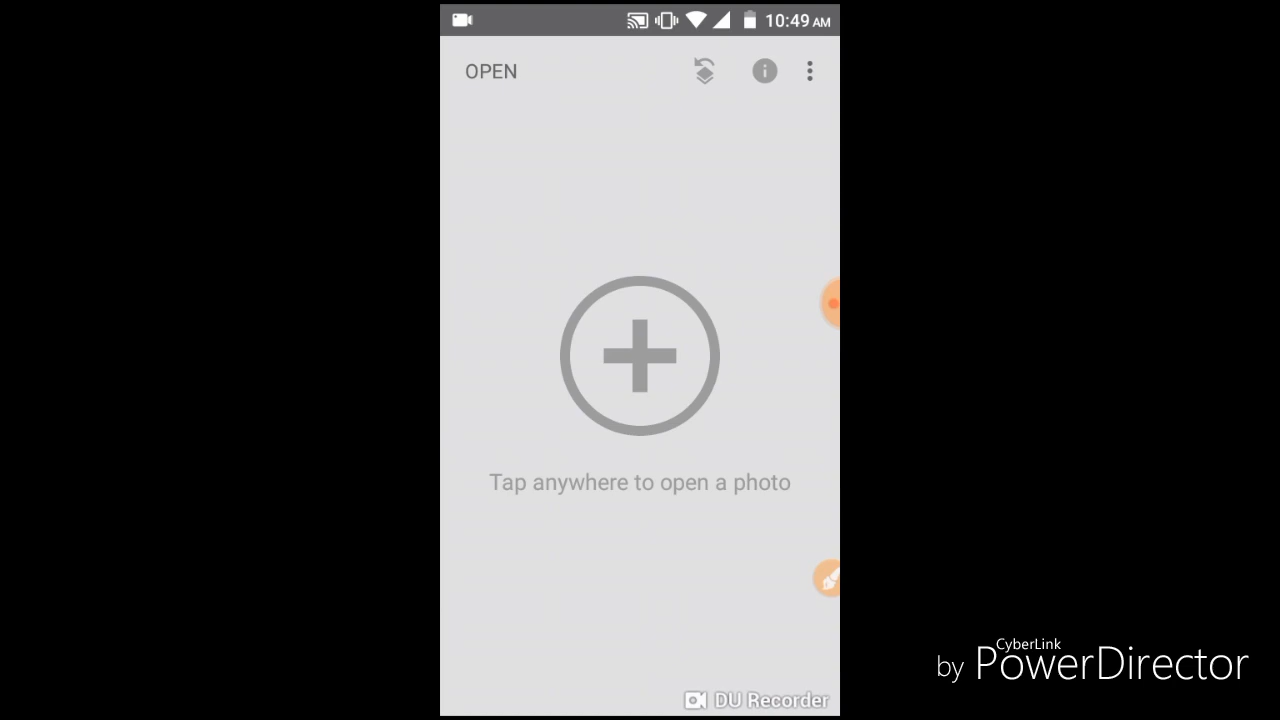 10:49 AM
OPEN
Tap anywhere to open a photo
DU Recorder
CyberLink
by PowerDirector